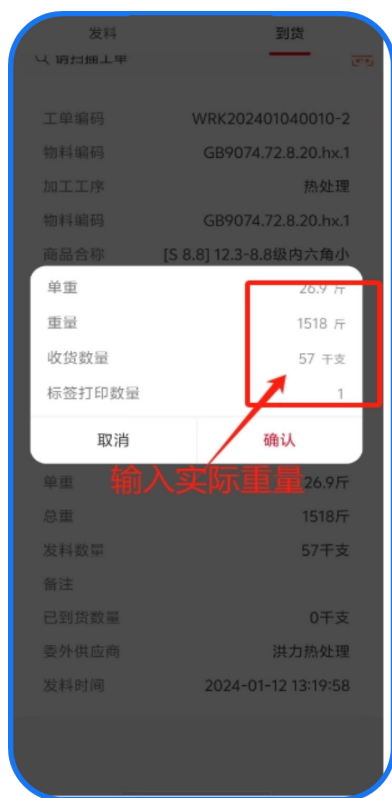 发料 到货
请扫描工单
工单编码 WRK202401040010-2
物料编码 GB9074.72.8.20.hx.1
加工工序 热处理
物料编码 GB9074.72.8.20.hx.1
商品合称 [S 8.8] 12.3-8.8级内六角小
单重 26.9 斤
重量 1518 斤
收货数量 57 千支
标签打印数量 1
取消 确认
输入实际重量
单重 26.9斤
总重 1518斤
发料数量 57千支
备注
已到货数量 0千支
委外供应商 洪力热处理
发料时间 2024-01-12 13:19:58